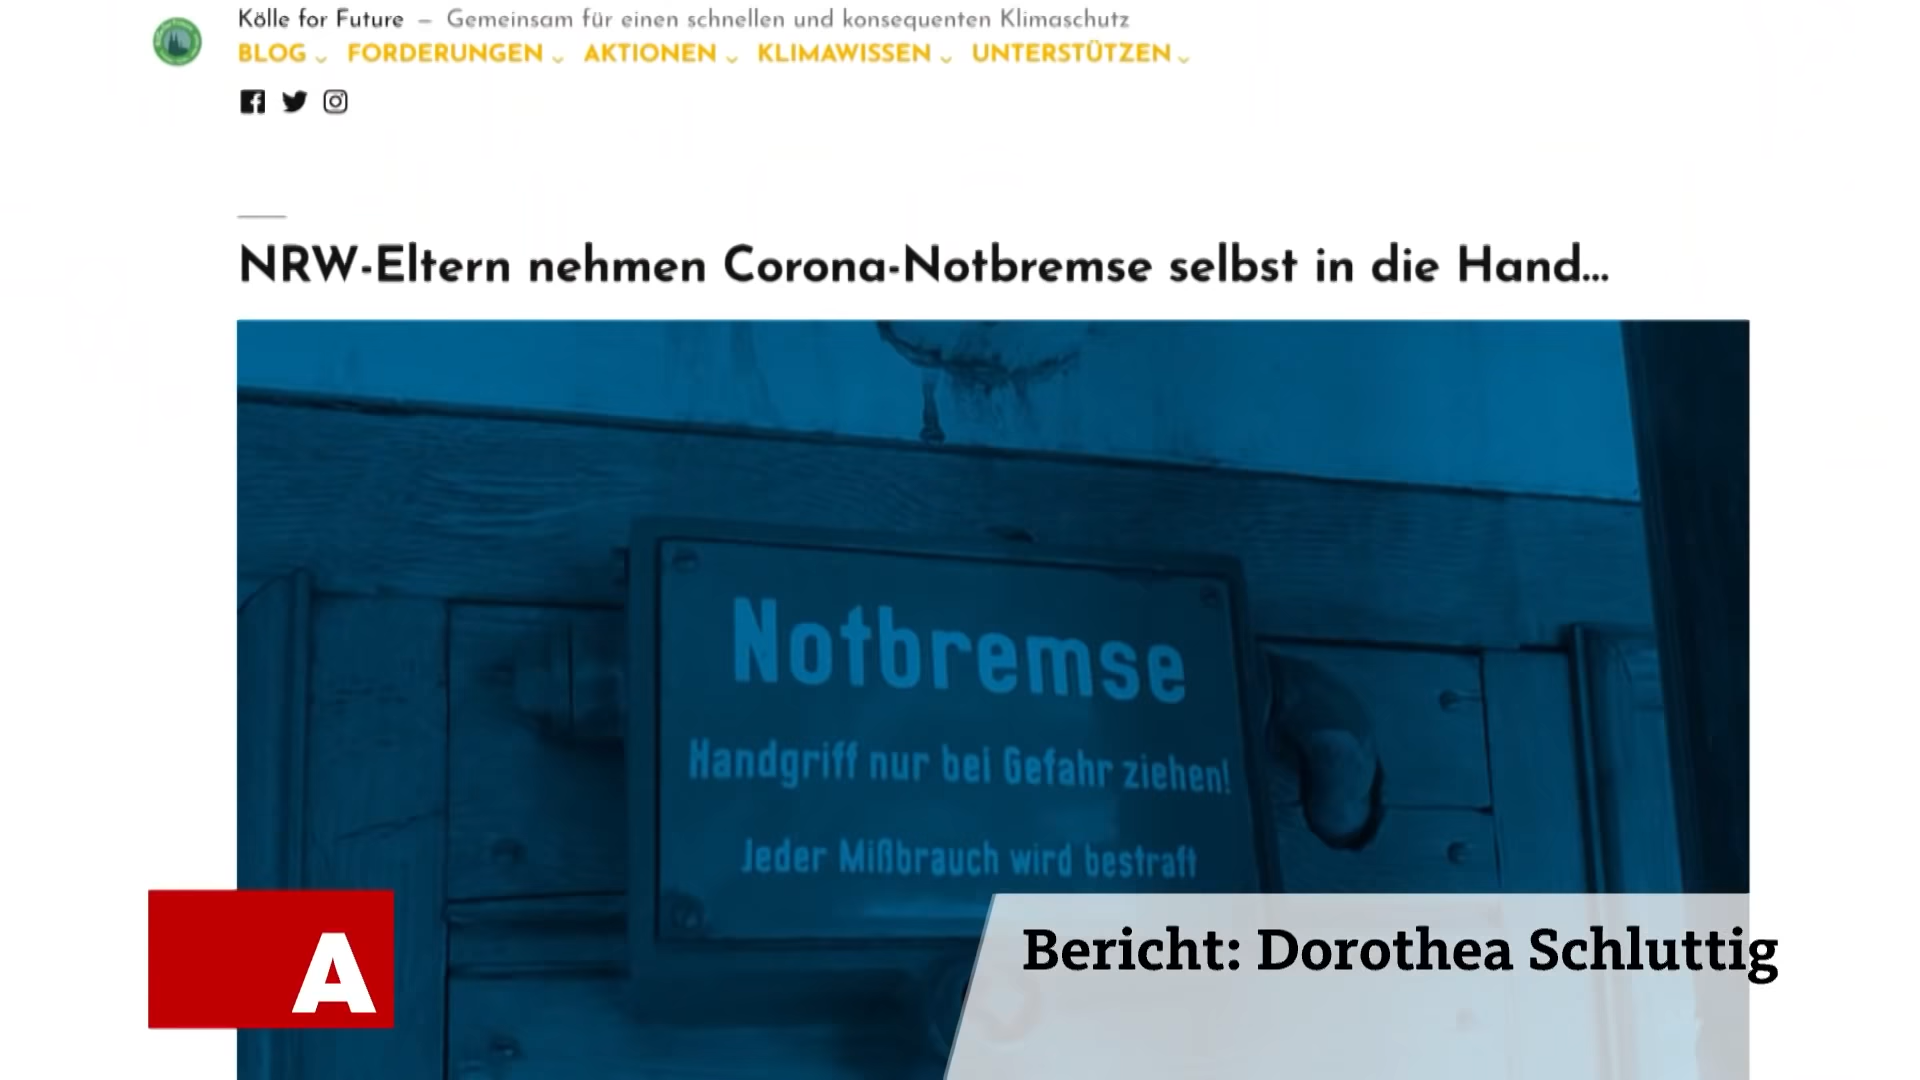 Kölle for Future — Gemeinsam für einen schnellen und konsequenten Klimaschutz
BLOG FORDERUNGEN AKTIONEN KLIMAWISSEN UNTERSTÜTZEN
NRW-Eltern nehmen Corona-Notbremse selbst in die Hand...
Notbremse
Handgriff nur bei Gefahr ziehen!
Jeder Mißbrauch wird bestraft
A
Bericht: Dorothea Schluttig